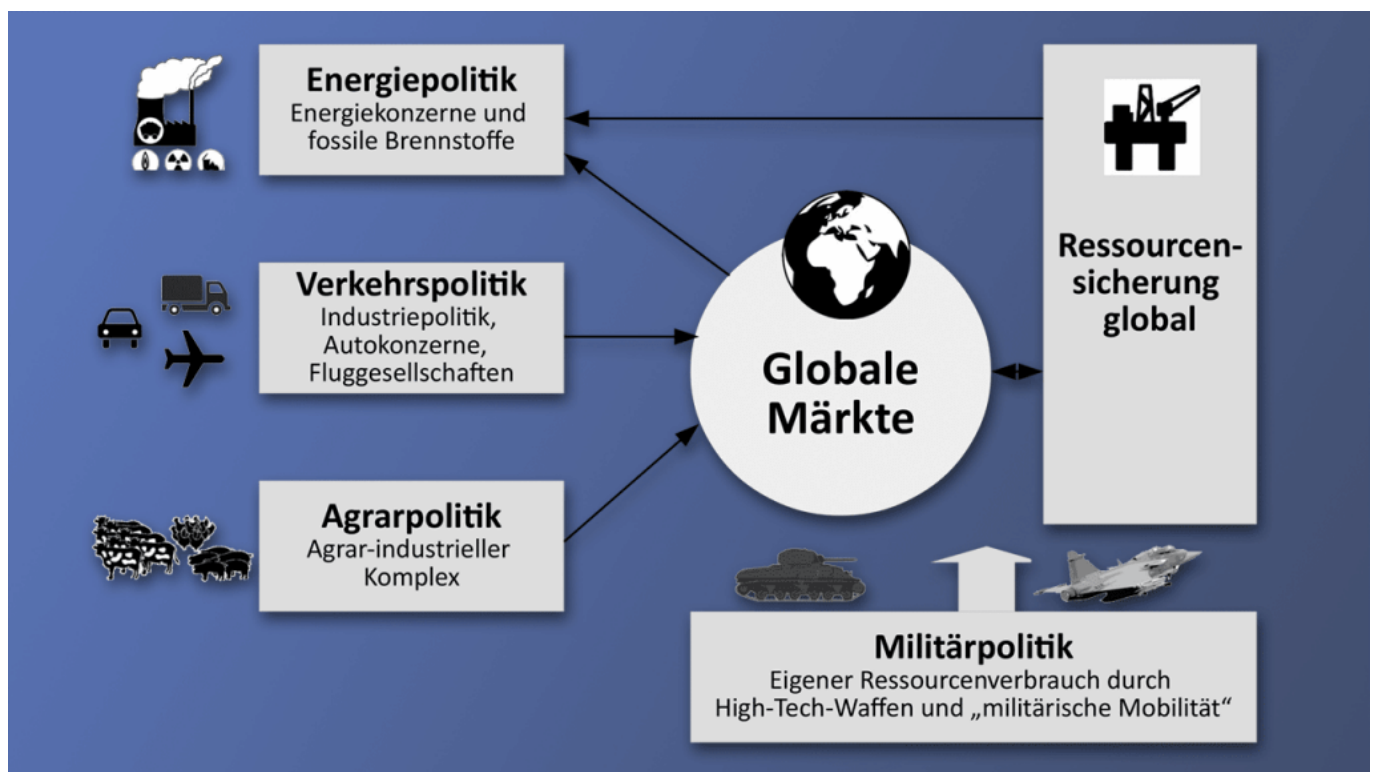 Energiepolitik
Energiekonzerne und
fossile Brennstoffe
Verkehrspolitik
Industriepolitik,
Autokonzerne,
Fluggesellschaften
Agrarpolitik
Agrar-industrieller
Komplex
Globale
Märkte
Ressourcen-
sicherung
global
Militärpolitik
Eigener Ressourcenverbrauch durch
High-Tech-Waffen und „militärische Mobilität“